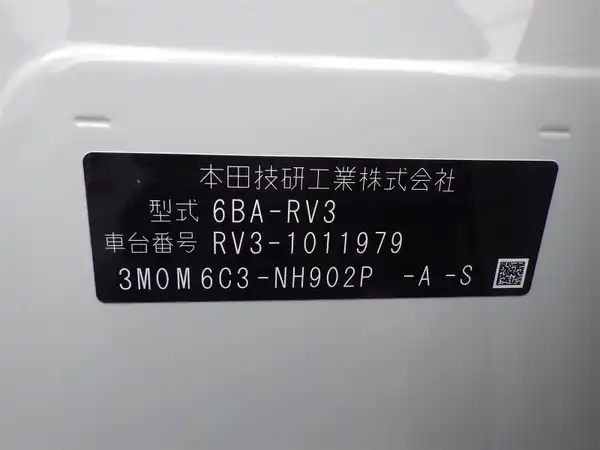 本田技研工業株式会社
型式 6BA-RV3
車台番号 RV3-1011979
3M0M6C3-NH902P -A -S